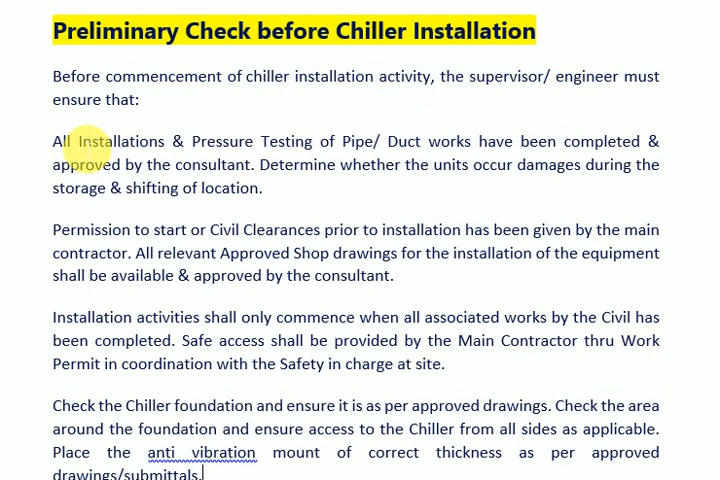 Preliminary Check before Chiller Installation
Before commencement of chiller installation activity, the supervisor/ engineer must
ensure that:
All Installations & Pressure Testing of Pipe/ Duct works have been completed &
approved by the consultant. Determine whether the units occur damages during the
storage & shifting of location.
Permission to start or Civil Clearances prior to installation has been given by the main
contractor. All relevant Approved Shop drawings for the installation of the equipment
shall be available & approved by the consultant.
Installation activities shall only commence when all associated works by the Civil has
been completed. Safe access shall be provided by the Main Contractor thru Work
Permit in coordination with the Safety in charge at site.
Check the Chiller foundation and ensure it is as per approved drawings. Check the area
around the foundation and ensure access to the Chiller from all sides as applicable.
Place the anti vibration mount of correct thickness as per approved
drawings/submittals.